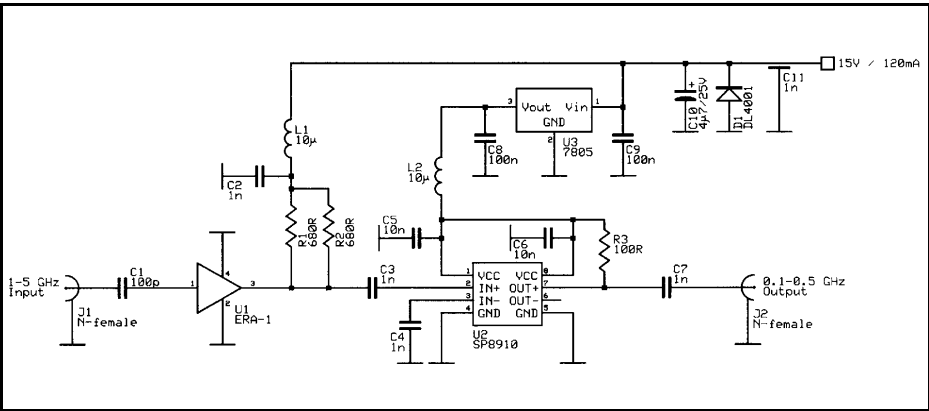 15V / 120mA
C11
1n
+
C10
4µ7/25V
D1
DL4001
3 Vout Vin 1
GND
2
U3
7805
C8
100n
C9
100n
L1
10µ
L2
10µ
C2
1n
R1
680R
R2
680R
C5
10n
C6
10n
R3
100R
1-5 GHz
Input
J1
N-female
C1
100p
1
4
3
2
U1
ERA-1
C3
1n
C4
1n
1 VCC VCC 8
2 IN+ OUT+ 7
3 IN- OUT- 6
4 GND GND 5
U2
SP8910
C7
1n
0.1-0.5 GHz
Output
J2
N-female